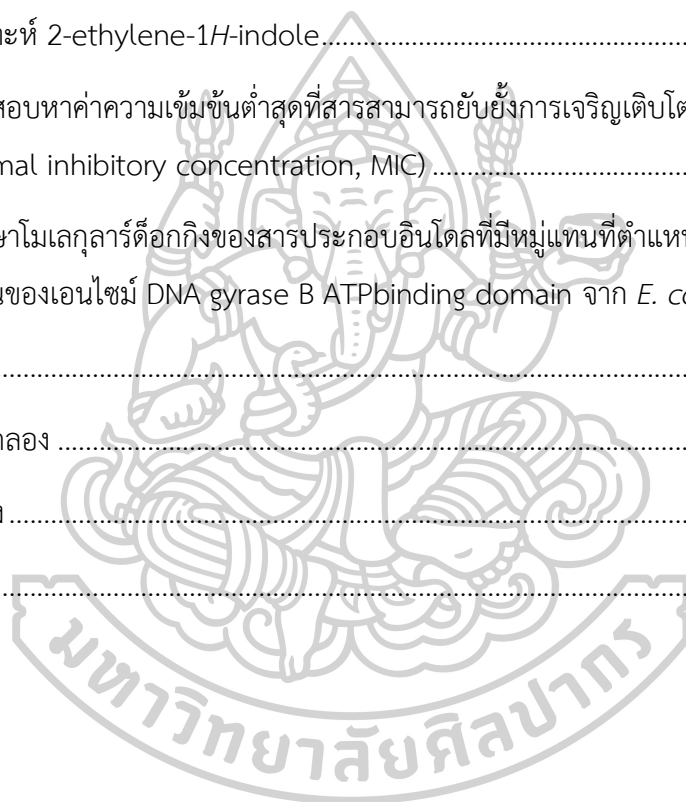 ะห์ 2-ethylene-1H-indole
สอบหาค่าความเข้มข้นต่ำสุดที่สารสามารถยับยั้งการเจริญเติบโต
mal inhibitory concentration, MIC)
ษาโมเลกุลาร์ด็อกกิงของสารประกอบอินโดลที่มีหมู่แทนที่ตำแหน
นของเอนไซม์ DNA gyrase B ATPbinding domain จาก E. co
ำลอง
ง
มหาวิทยาลัยศิลปากร